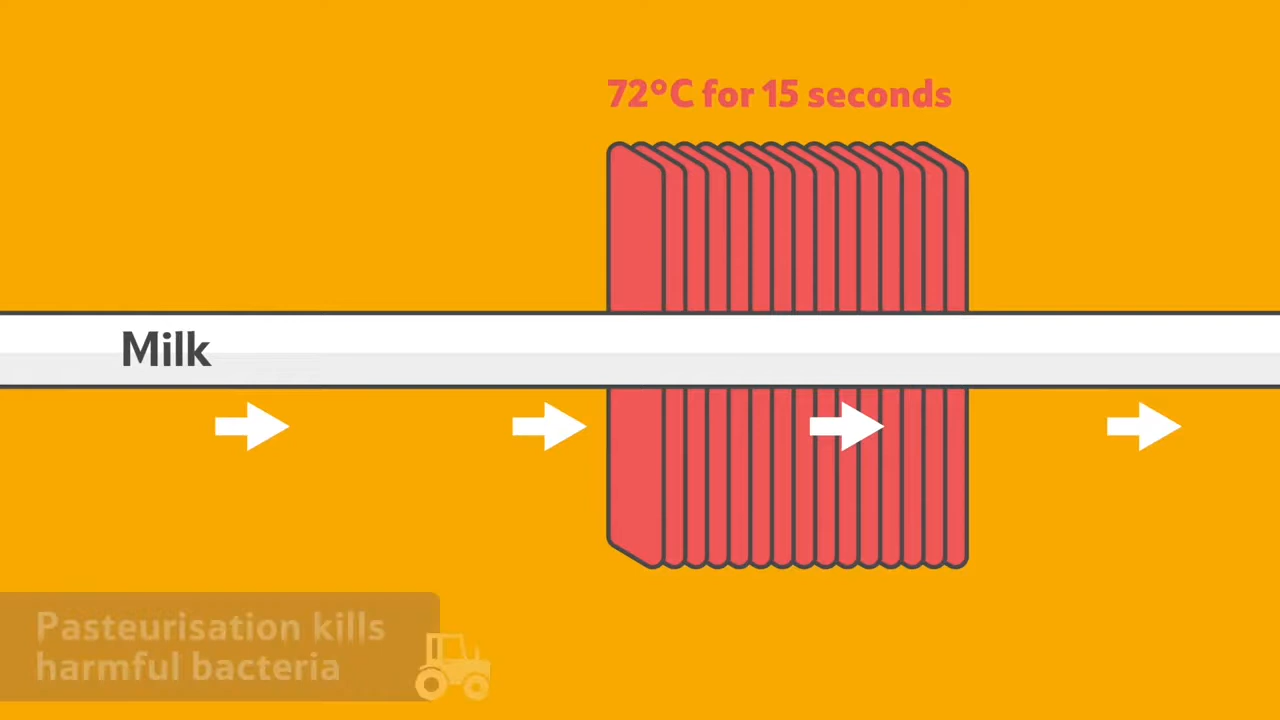 72°C for 15 seconds
Milk
Pasteurisation kills
harmful bacteria